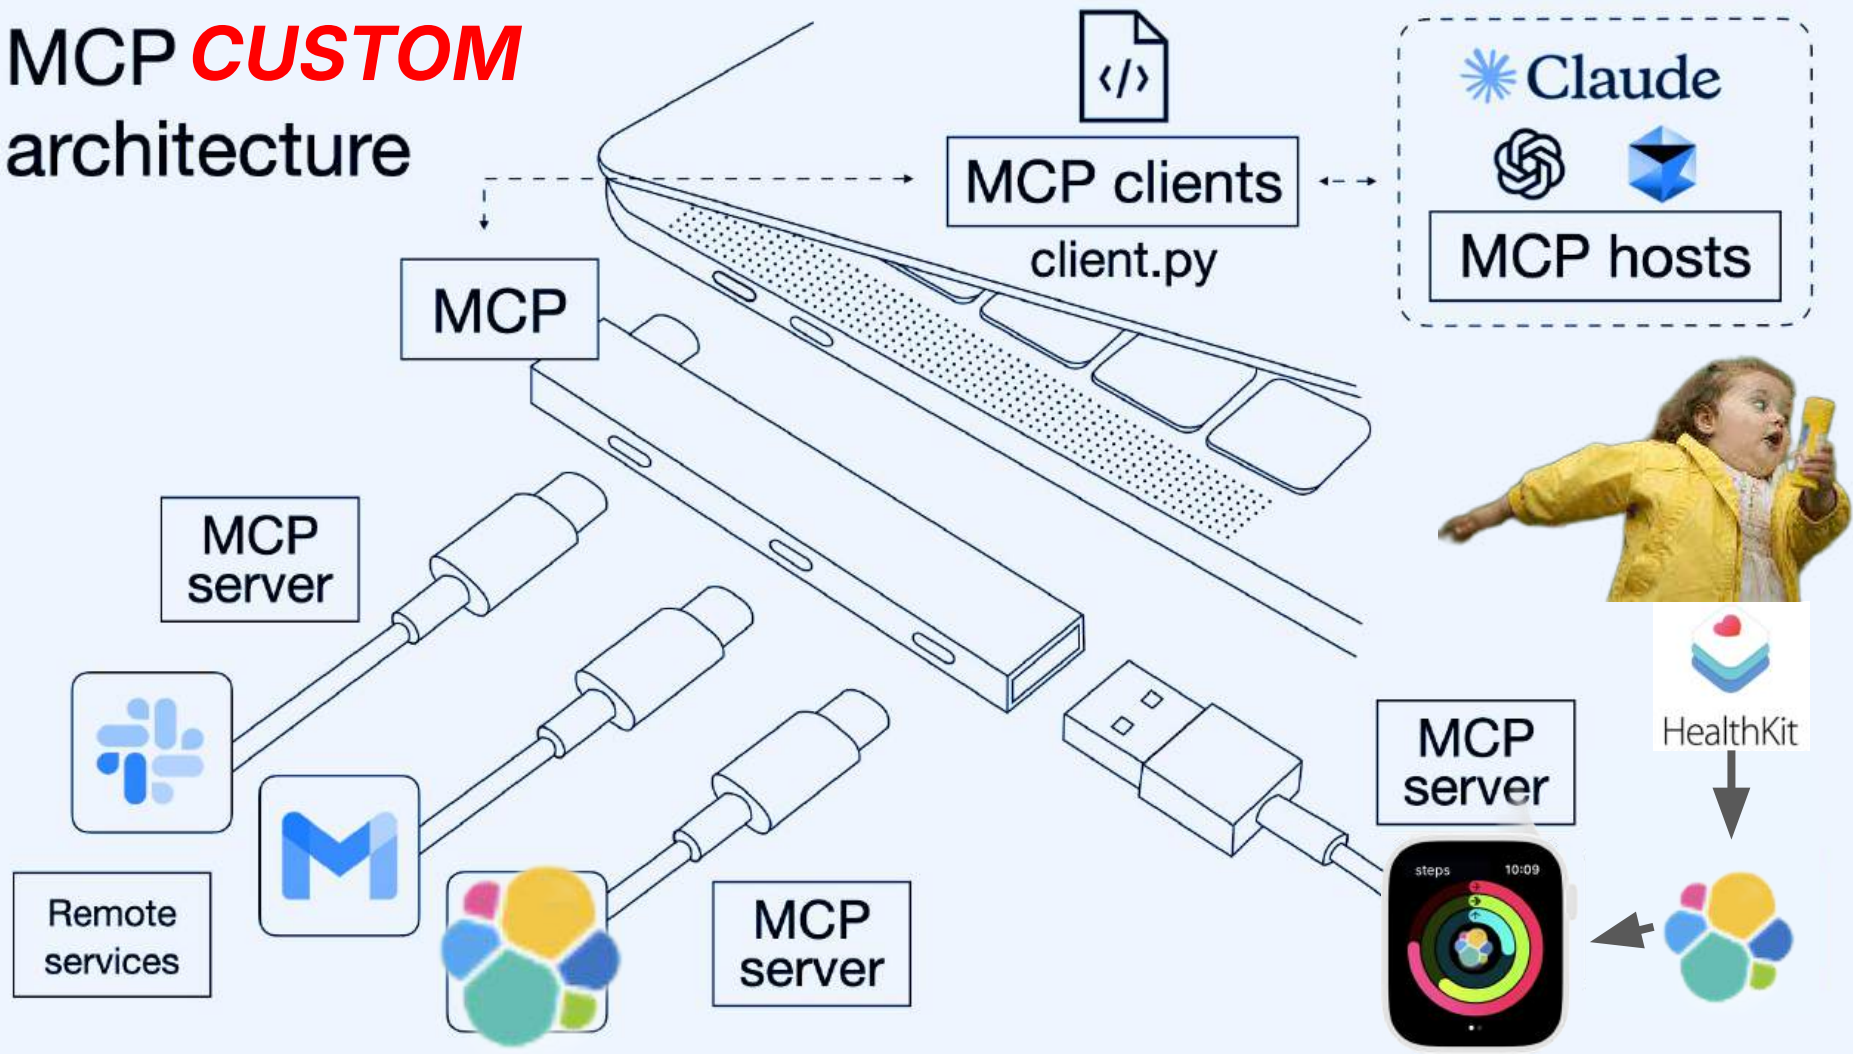 MCP CUSTOM
architecture
</>
MCP clients
client.py
Claude
MCP hosts
MCP
MCP
server
Remote
services
MCP
server
MCP
server
HealthKit
steps 10:09